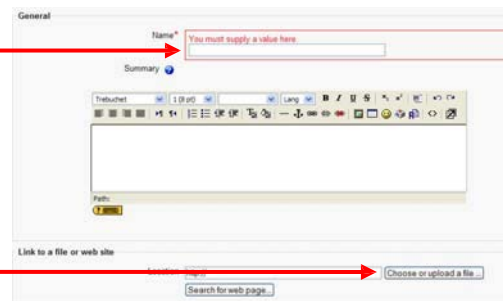 General
Name*
You must supply a value here.
Summary
Trebuchet 1 (8 pt) Lang B I U S
Path:
Link to a file or web site
Location http://
Choose or upload a file ...
Search for web page...